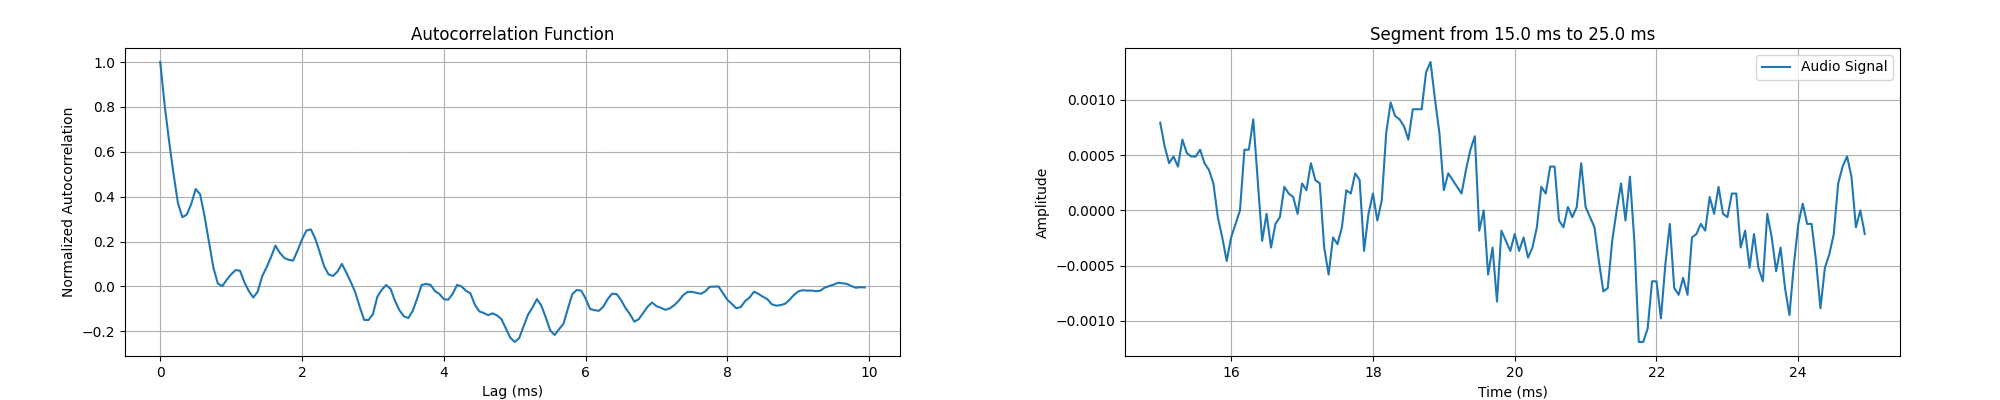 Autocorrelation Function
Normalized Autocorrelation
1.0
0.8
0.6
0.4
0.2
0.0
−0.2
0 2 4 6 8 10
Lag (ms)
Segment from 15.0 ms to 25.0 ms
Audio Signal
Amplitude
0.0010
0.0005
0.0000
−0.0005
−0.0010
16 18 20 22 24
Time (ms)